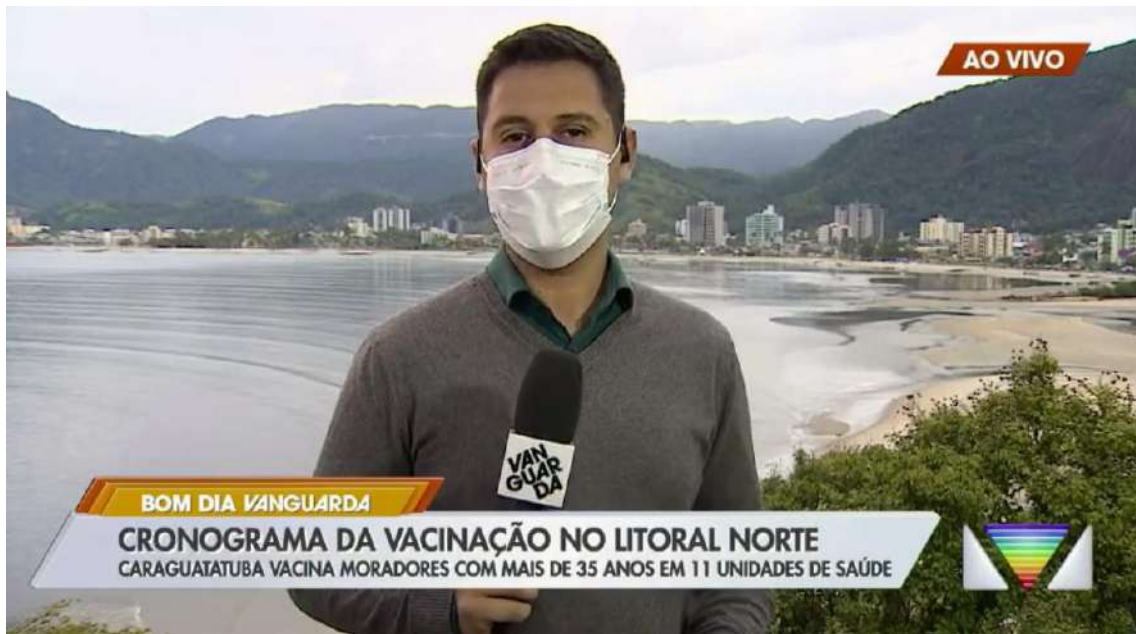 AO VIVO
VAN
GUAR
DA
BOM DIA VANGUARDA
CRONOGRAMA DA VACINAÇÃO NO LITORAL NORTE
CARAGUATATUBA VACINA MORADORES COM MAIS DE 35 ANOS EM 11 UNIDADES DE SAÚDE